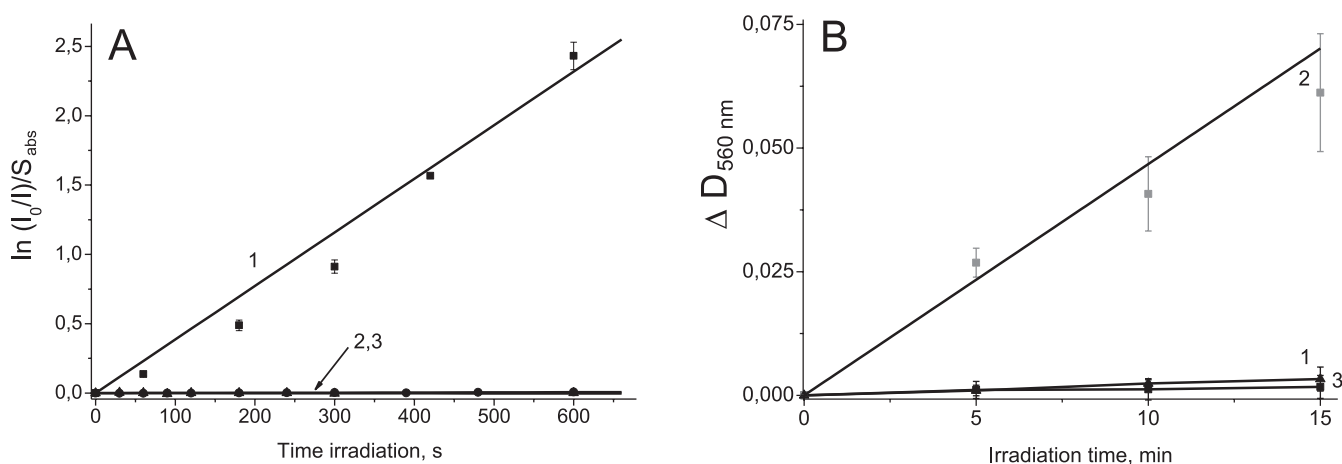 A
ln (I0/I)/Sabs
2,5
2,0
1,5
1,0
0,5
0,0
1
2,3
0 100 200 300 400 500 600
Time irradiation, s
B
Δ D560 nm
0,075
0,050
0,025
0,000
2
1
3
0 5 10 15
Irradiation time, min